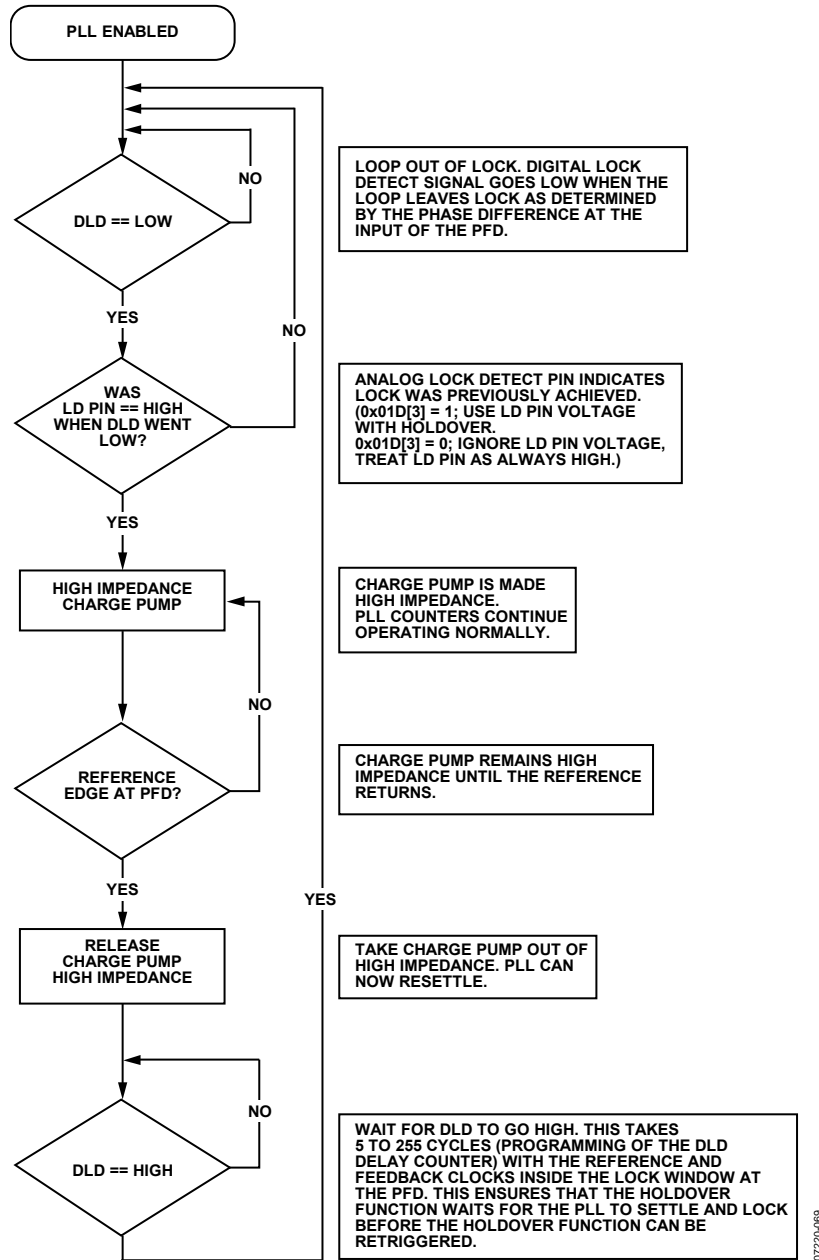 PLL ENABLED
NO
DLD == LOW
LOOP OUT OF LOCK. DIGITAL LOCK
DETECT SIGNAL GOES LOW WHEN THE
LOOP LEAVES LOCK AS DETERMINED
BY THE PHASE DIFFERENCE AT THE
INPUT OF THE PFD.
YES
NO
WAS
LD PIN == HIGH
WHEN DLD WENT
LOW?
ANALOG LOCK DETECT PIN INDICATES
LOCK WAS PREVIOUSLY ACHIEVED.
(0x01D[3] = 1; USE LD PIN VOLTAGE
WITH HOLDOVER.
0x01D[3] = 0; IGNORE LD PIN VOLTAGE,
TREAT LD PIN AS ALWAYS HIGH.)
YES
HIGH IMPEDANCE
CHARGE PUMP
CHARGE PUMP IS MADE
HIGH IMPEDANCE.
PLL COUNTERS CONTINUE
OPERATING NORMALLY.
NO
REFERENCE
EDGE AT PFD?
CHARGE PUMP REMAINS HIGH
IMPEDANCE UNTIL THE REFERENCE
RETURNS.
YES
YES
RELEASE
CHARGE PUMP
HIGH IMPEDANCE
TAKE CHARGE PUMP OUT OF
HIGH IMPEDANCE. PLL CAN
NOW RESETTLE.
NO
DLD == HIGH
WAIT FOR DLD TO GO HIGH. THIS TAKES
5 TO 255 CYCLES (PROGRAMMING OF THE DLD
DELAY COUNTER) WITH THE REFERENCE AND
FEEDBACK CLOCKS INSIDE THE LOCK WINDOW AT
THE PFD. THIS ENSURES THAT THE HOLDOVER
FUNCTION WAITS FOR THE PLL TO SETTLE AND LOCK
BEFORE THE HOLDOVER FUNCTION CAN BE
RETRIGGERED.
07220-069